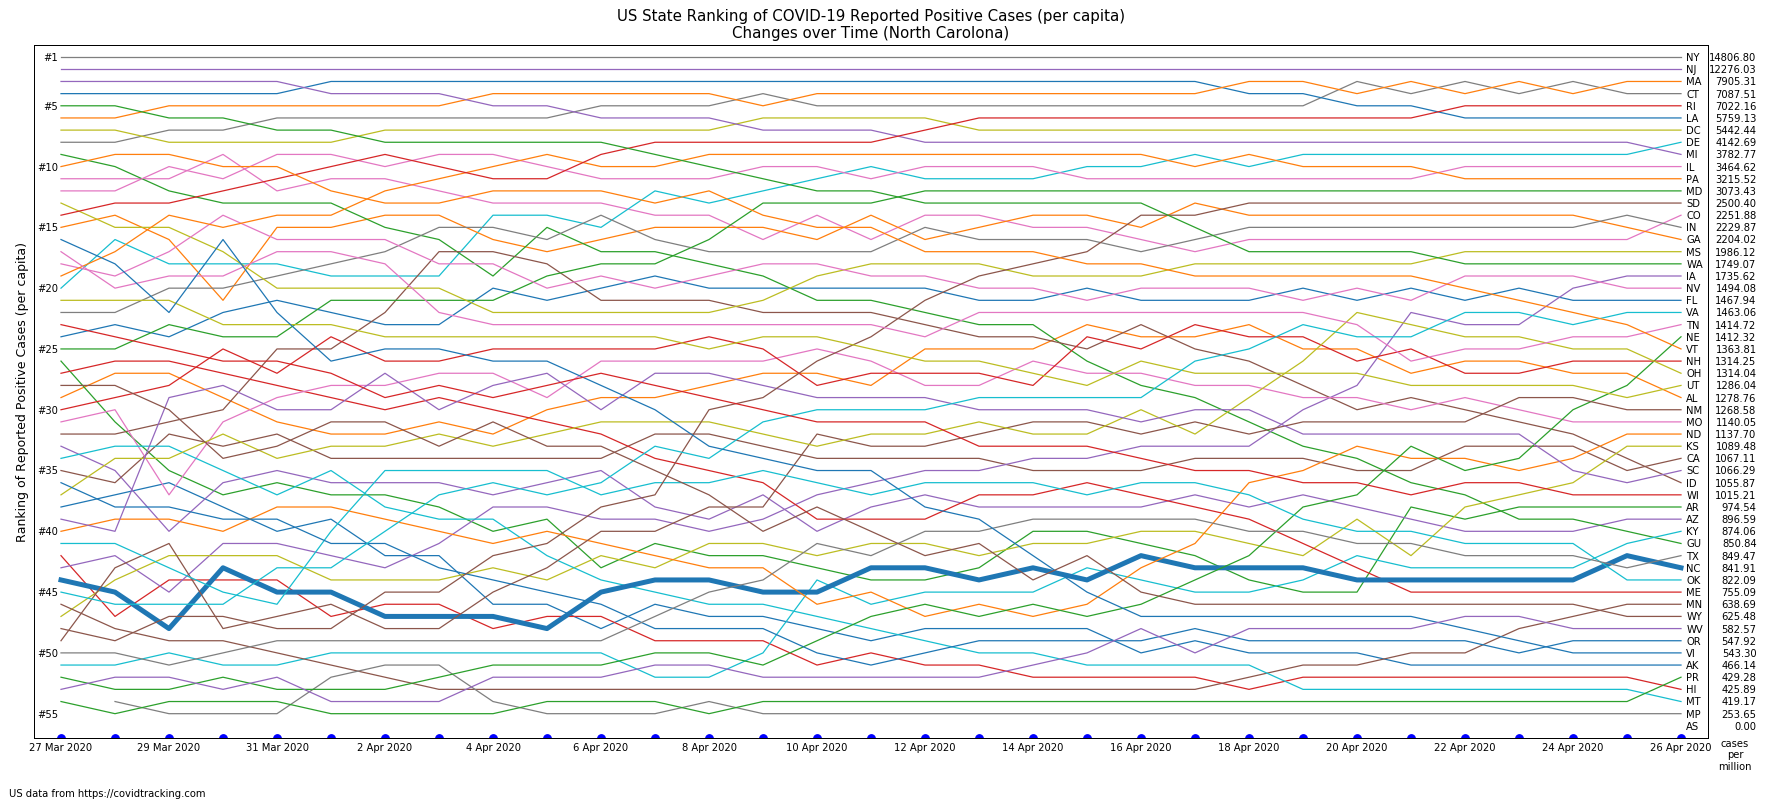 US State Ranking of COVID-19 Reported Positive Cases (per capita)
Changes over Time (North Carolona)
Ranking of Reported Positive Cases (per capita)
#1
#5
#10
#15
#20
#25
#30
#35
#40
#45
#50
#55
NY 14806.80
NJ 12276.03
MA 7905.31
CT 7087.51
RI 7022.16
LA 5759.13
DC 5442.44
DE 4142.69
MI 3782.77
IL 3464.62
PA 3215.52
MD 3073.43
SD 2500.40
CO 2251.88
IN 2229.87
GA 2204.02
MS 1986.12
WA 1749.07
IA 1735.62
NV 1494.08
FL 1467.94
VA 1463.06
TN 1414.72
NE 1412.32
VT 1363.81
NH 1314.25
OH 1314.04
UT 1286.04
AL 1278.76
NM 1268.58
MO 1140.05
ND 1137.70
KS 1089.48
CA 1067.11
SC 1066.29
ID 1055.87
WI 1015.21
AR 974.54
AZ 896.59
KY 874.06
GU 850.84
TX 849.47
NC 841.91
OK 822.09
ME 755.09
MN 638.69
WY 625.48
WV 582.57
OR 547.92
VI 543.30
AK 466.14
PR 429.28
HI 425.89
MT 419.17
MP 253.65
AS 0.00
27 Mar 2020 29 Mar 2020 31 Mar 2020 2 Apr 2020 4 Apr 2020 6 Apr 2020 8 Apr 2020 10 Apr 2020 12 Apr 2020 14 Apr 2020 16 Apr 2020 18 Apr 2020 20 Apr 2020 22 Apr 2020 24 Apr 2020 26 Apr 2020
cases
per
million
US data from https://covidtracking.com